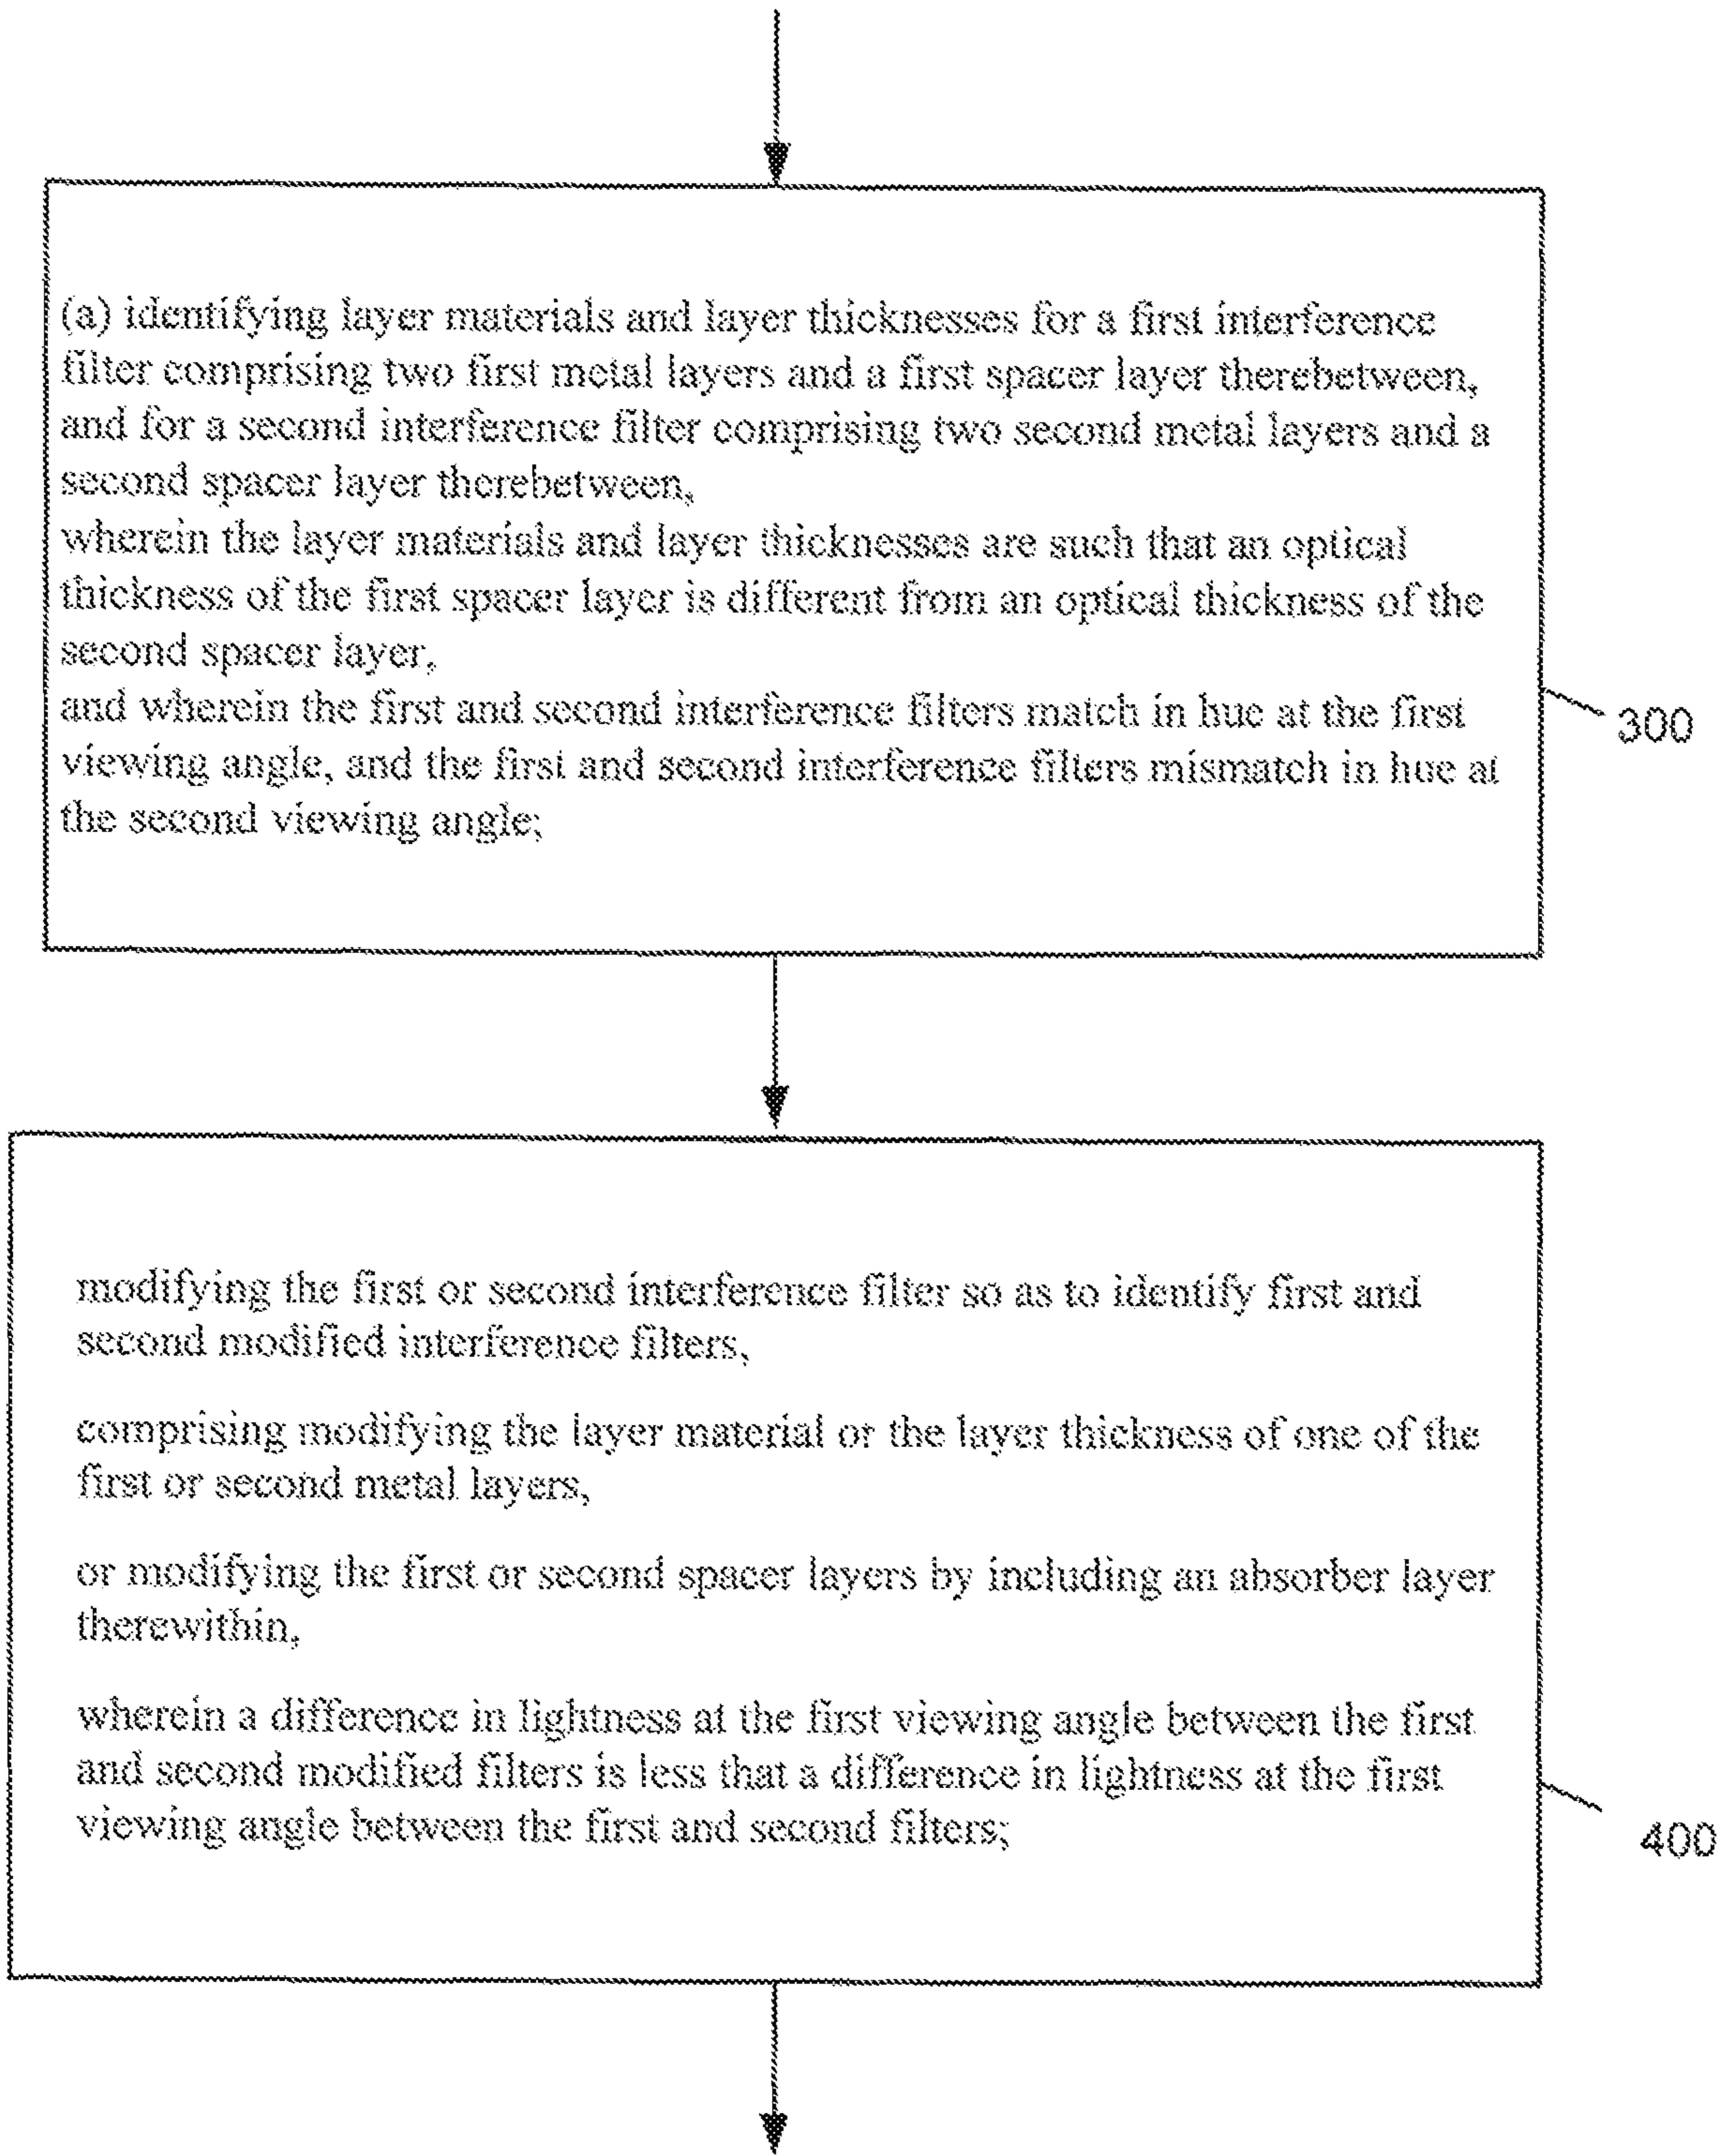 (a) identifying layer materials and layer thicknesses for a first interference
filter comprising two first metal layers and a first spacer layer therebetween,
and for a second interference filter comprising two second metal layers and a
second spacer layer therebetween,
wherein the layer materials and layer thicknesses are such that an optical
thickness of the first spacer layer is different from an optical thickness of the
second spacer layer,
and wherein the first and second interference filters match in hue at the first
viewing angle, and the first and second interference filters mismatch in hue at
the second viewing angle;
300
modifying the first or second interference filter so as to identify first and
second modified interference filters,
comprising modifying the layer material or the layer thickness of one of the
first or second metal layers,
or modifying the first or second spacer layers by including an absorber layer
therewithin,
wherein a difference in lightness at the first viewing angle between the first
and second modified filters is less that a difference in lightness at the first
viewing angle between the first and second filters;
400